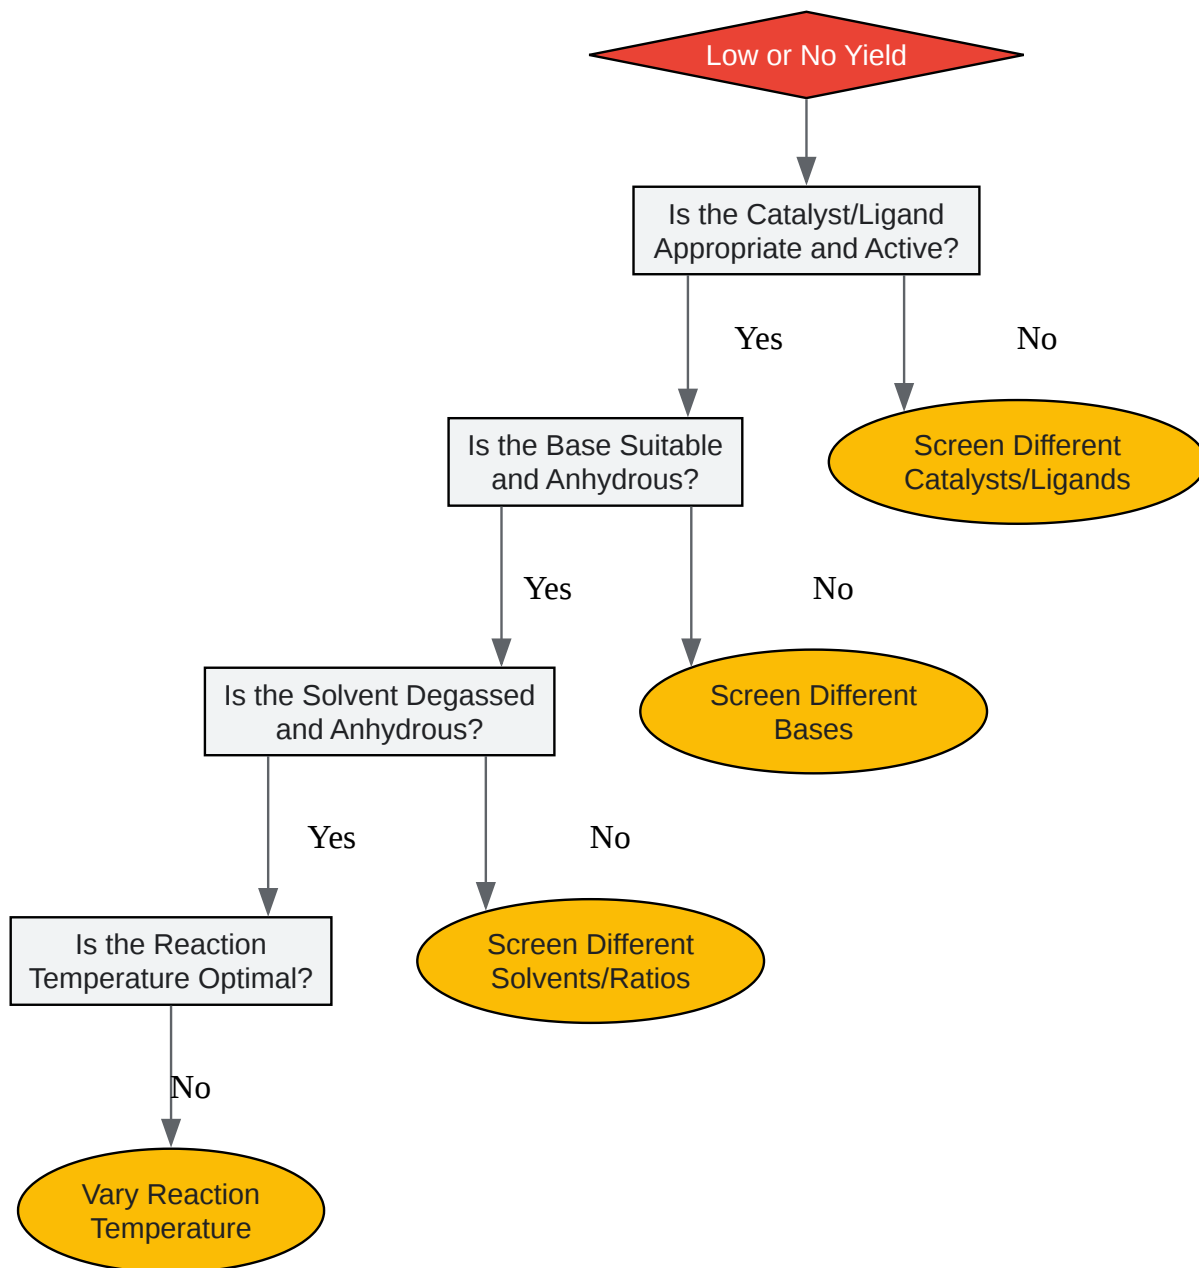 Low or No Yield
Is the Catalyst/Ligand
Appropriate and Active?
Yes
No
Is the Base Suitable
and Anhydrous?
Screen Different
Catalysts/Ligands
Yes
No
Is the Solvent Degassed
and Anhydrous?
Screen Different
Bases
Yes
No
Is the Reaction
Temperature Optimal?
Screen Different
Solvents/Ratios
No
Vary Reaction
Temperature